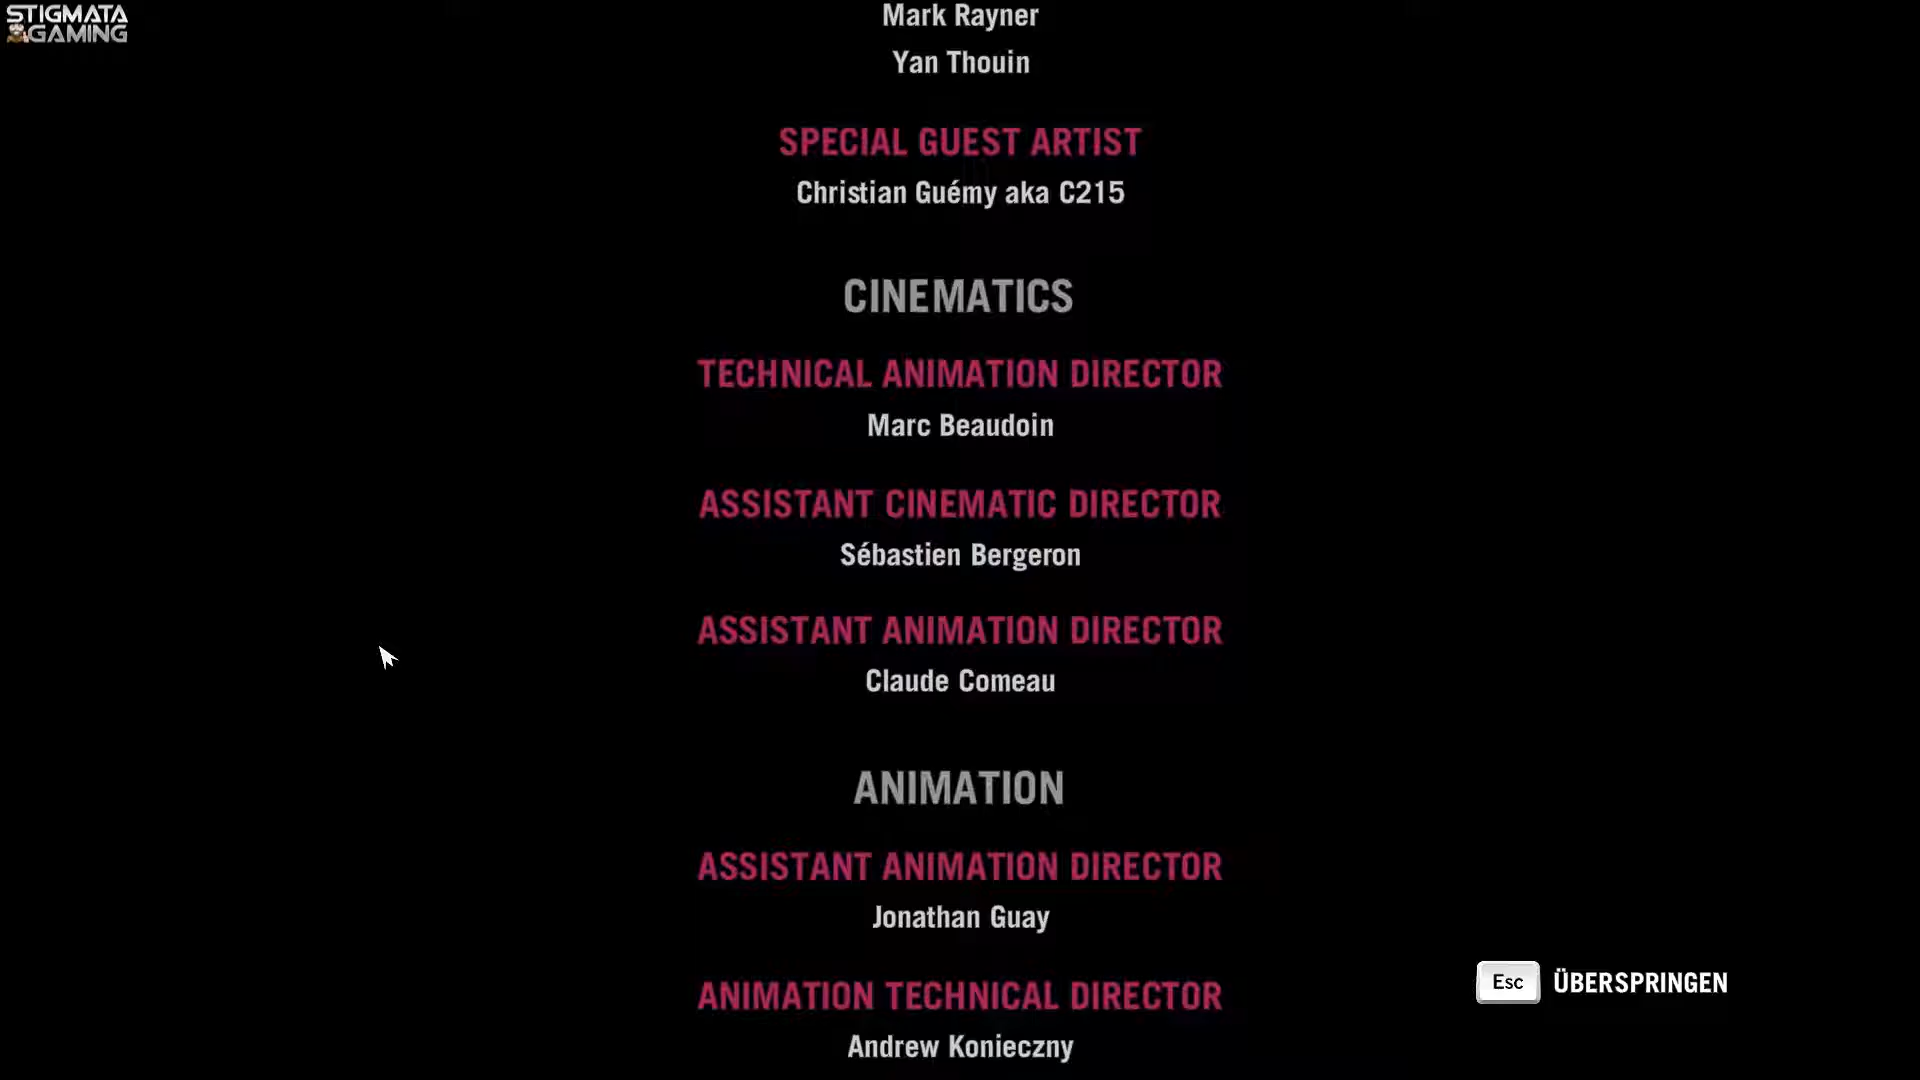 STIGMATA
GAMING
Mark Rayner
Yan Thouin
SPECIAL GUEST ARTIST
Christian Guémy aka C215
CINEMATICS
TECHNICAL ANIMATION DIRECTOR
Marc Beaudoin
ASSISTANT CINEMATIC DIRECTOR
Sébastien Bergeron
ASSISTANT ANIMATION DIRECTOR
Claude Comeau
ANIMATION
ASSISTANT ANIMATION DIRECTOR
Jonathan Guay
ANIMATION TECHNICAL DIRECTOR
Andrew Konieczny
Esc ÜBERSPRINGEN